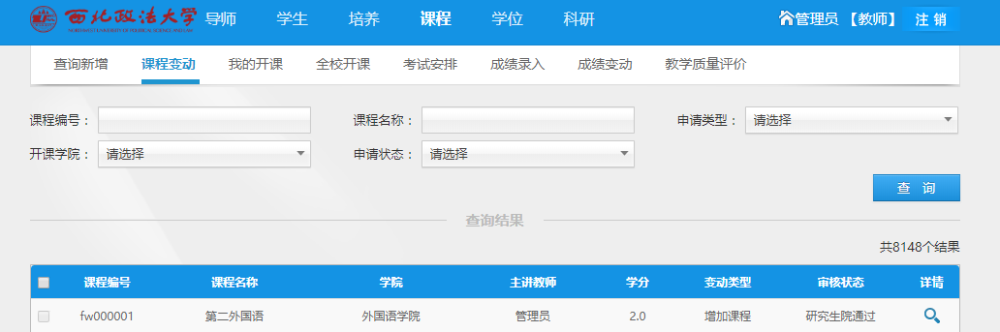 西北政法大学 导师 学生 培养 课程 学位 科研 管理员 【教师】 注 销
查询新增 课程变动 我的开课 全校开课 考试安排 成绩录入 成绩变动 教学质量评价
课程编号： 课程名称： 申请类型： 请选择
开课学院： 请选择 申请状态： 请选择
查 询
查询结果
共8148个结果
课程编号 课程名称 学院 主讲教师 学分 变动类型 审核状态 详情
fw000001 第二外国语 外国语学院 管理员 2.0 增加课程 研究生院通过